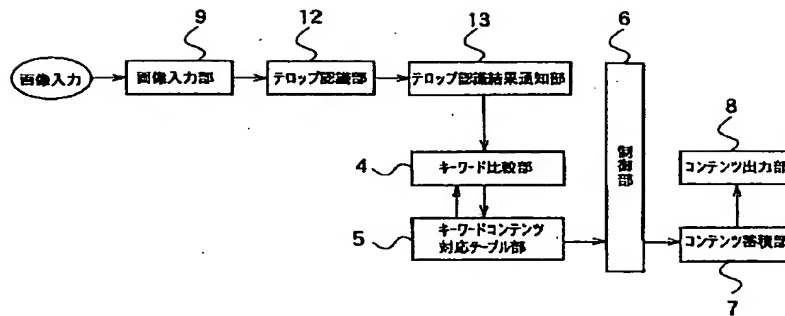 9
12
13
6
画像入力
画像入力部
テロップ認識部
テロップ認識結果通知部
8
4
キーワード比較部
制御部
コンテンツ出力部
5
キーワードコンテンツ
対応テーブル部
コンテンツ蓄積部
7